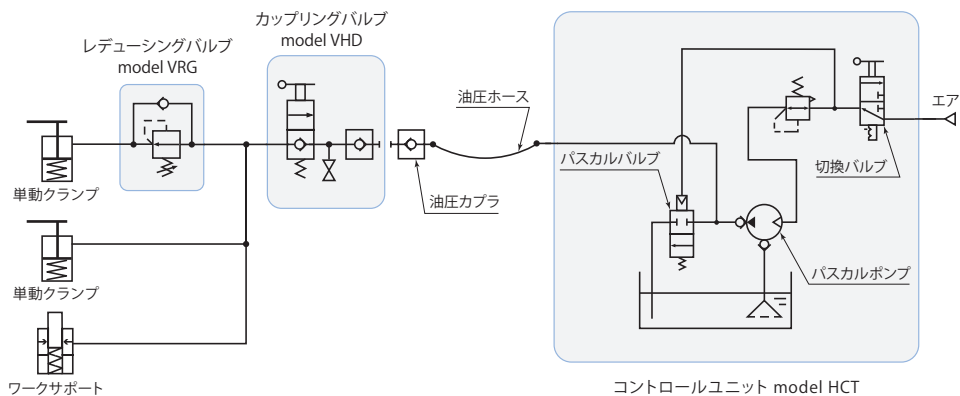 カップリングバルブ
model VHD
レデューシングバルブ
model VRG
油圧ホース
エア
パスカルバルブ
切換バルブ
単動クランプ
油圧カプラ
パスカルポンプ
単動クランプ
ワークサポート
コントロールユニット model HCT